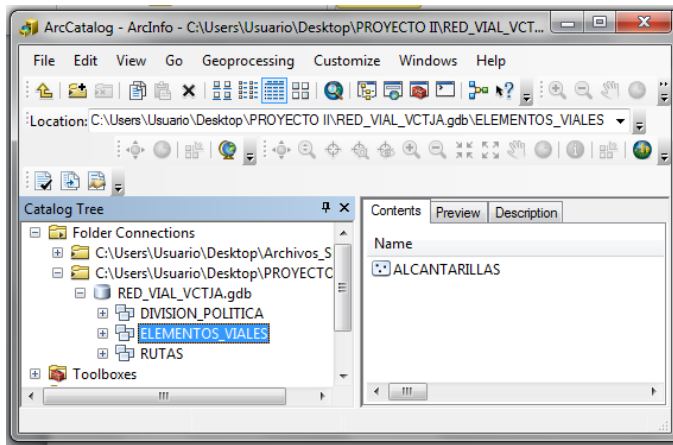 ArcCatalog - ArcInfo - C:\Users\Usuario\Desktop\PROYECTO II\RED_VIAL_VCT...
File Edit View Go Geoprocessing Customize Windows Help
Location: C:\Users\Usuario\Desktop\PROYECTO II\RED_VIAL_VCTJA.gdb\ELEMENTOS_VIALES
Catalog Tree
Contents Preview Description
Folder Connections
Name
C:\Users\Usuario\Desktop\Archivos_S
ALCANTARILLAS
C:\Users\Usuario\Desktop\PROYECTO
RED_VIAL_VCTJA.gdb
DIVISION_POLITICA
ELEMENTOS_VIALES
RUTAS
Toolboxes